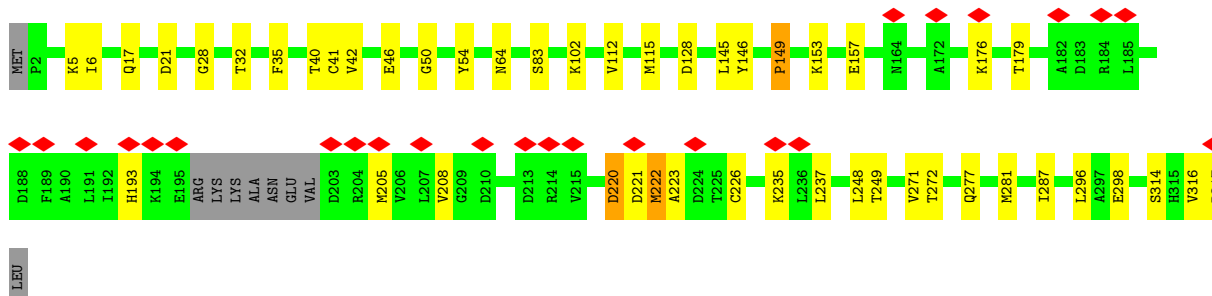 MET P2 K5 I6 Q17 D21 G28 T32 F35 T40 C41 V42 E46 G50 Y54 N64 S83 K102 V112 M115 D128 L145 Y146 P149 K153 E157 N164 A172 K176 T179 A182 D183 R184 L185
D188 F189 A190 L191 I192 H193 K194 E195 ARG LYS LYS ALA ASN GLU VAL D203 R204 M205 V206 L207 V208 G209 D210 D213 R214 V215 D220 D221 M222 A223 D224 T225 C226 K235 L236 L237 L248 T249 V271 T272 Q277 M281 I287 L296 A297 E298 S314 H315 V316
LEU